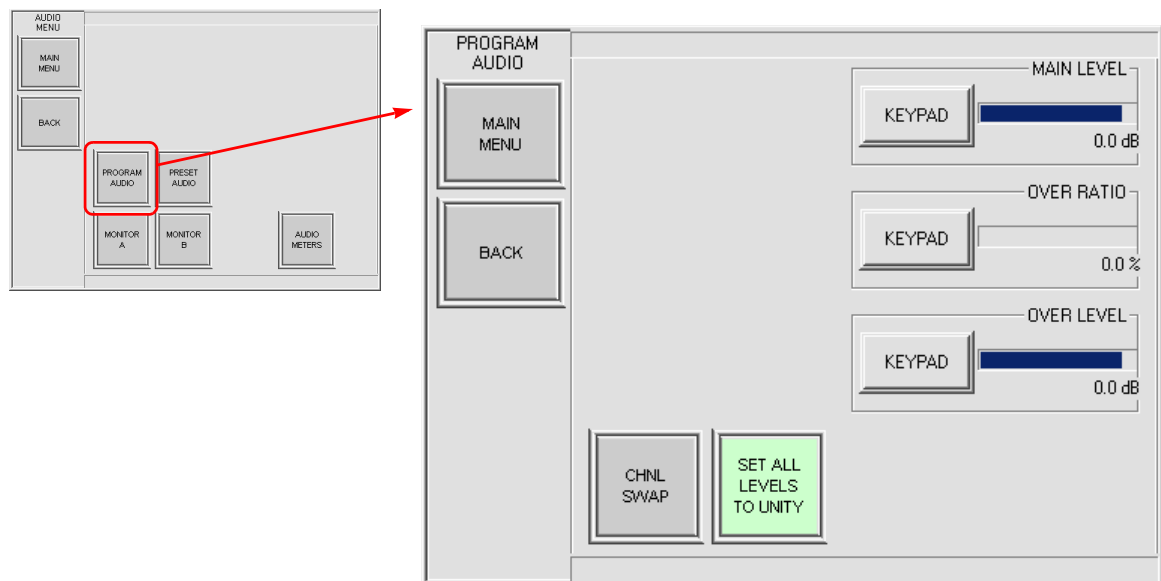 AUDIO
MENU
MAIN
MENU
BACK
PROGRAM
AUDIO
PRESET
AUDIO
MONITOR
A
MONITOR
B
AUDIO
METERS
PROGRAM
AUDIO
MAIN
MENU
BACK
MAIN LEVEL
KEYPAD
0.0 dB
OVER RATIO
KEYPAD
0.0 %
OVER LEVEL
KEYPAD
0.0 dB
CHNL
SWAP
SET ALL
LEVELS
TO UNITY